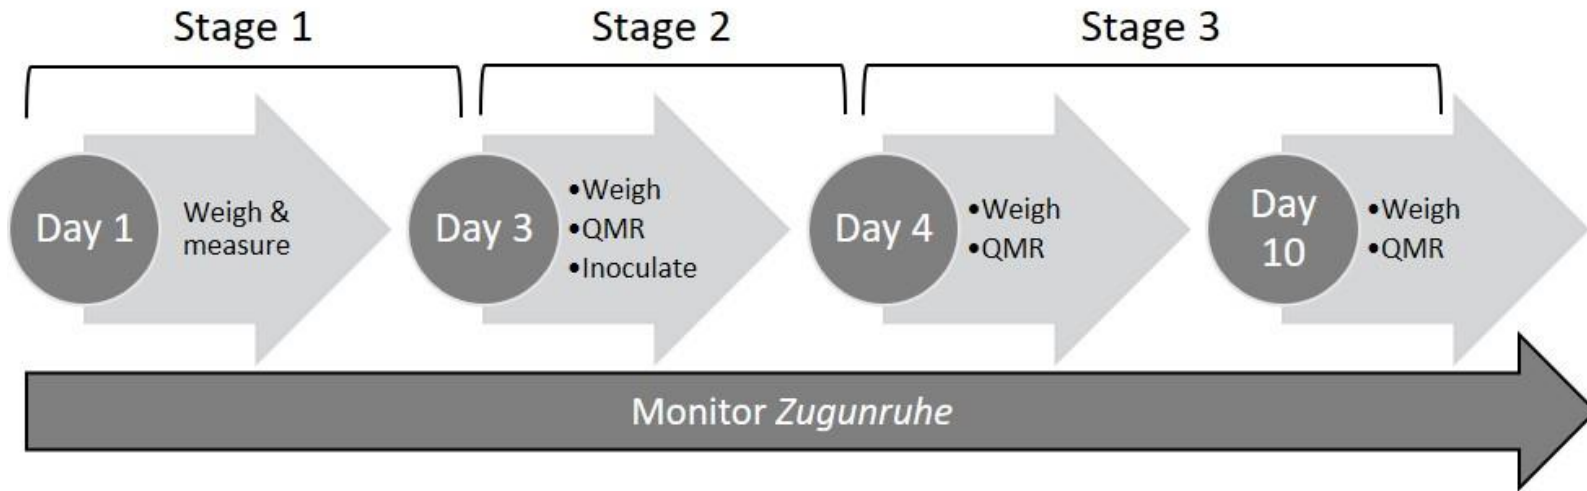 Stage 1
Stage 2
Stage 3
Day 1
Weigh &
measure
Day 3
•Weigh
•QMR
•Inoculate
Day 4
•Weigh
•QMR
Day
10
•Weigh
•QMR
Monitor Zugunruhe